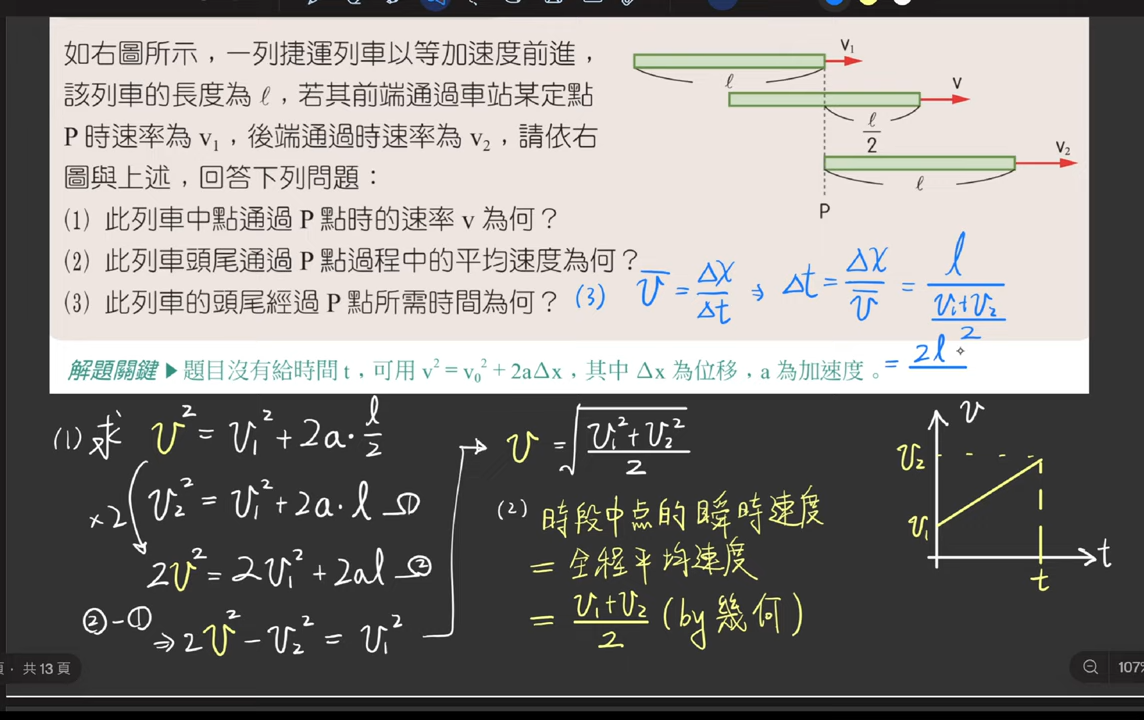 如右圖所示，一列捷運列車以等加速度前進，
該列車的長度為 ℓ，若其前端通過車站某定點
P 時速率為 v₁，後端通過時速率為 v₂，請依右
圖與上述，回答下列問題：
(1) 此列車中點通過 P 點時的速率 v 為何？
(2) 此列車頭尾通過 P 點過程中的平均速度為何？
(3) 此列車的頭尾經過 P 點所需時間為何？
v₁
ℓ
v
ℓ/2
v₂
ℓ
P
(3) v̄ = Δx/Δt ⇒ Δt = Δx/v̄ = l/((v₁+v₂)/2)
= 2l
解題關鍵▶題目沒有給時間 t，可用 v² = v₀² + 2aΔx，其中 Δx 為位移，a 為加速度。
(1) 求 v² = v₁² + 2a·l/2
v₂² = v₁² + 2a·l —①
×2
2v² = 2v₁² + 2al —②
②-① ⇒ 2v² - v₂² = v₁²
→ v = √((v₁²+v₂²)/2)
(2) 時段中点的瞬時速度
= 全程平均速度
= (v₁+v₂)/2 (by幾何)
v
v₂
v₁
t
t
頁 · 共 13 頁
107%